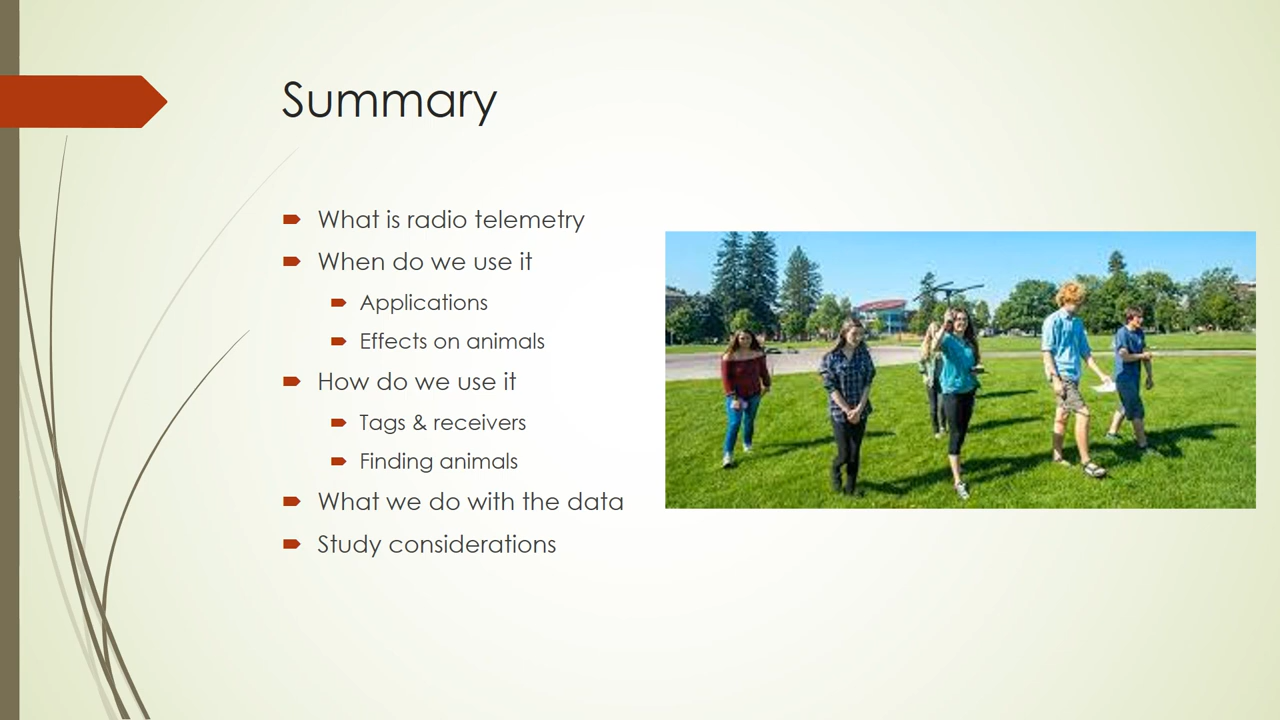 Summary
What is radio telemetry
When do we use it
Applications
Effects on animals
How do we use it
Tags & receivers
Finding animals
What we do with the data
Study considerations